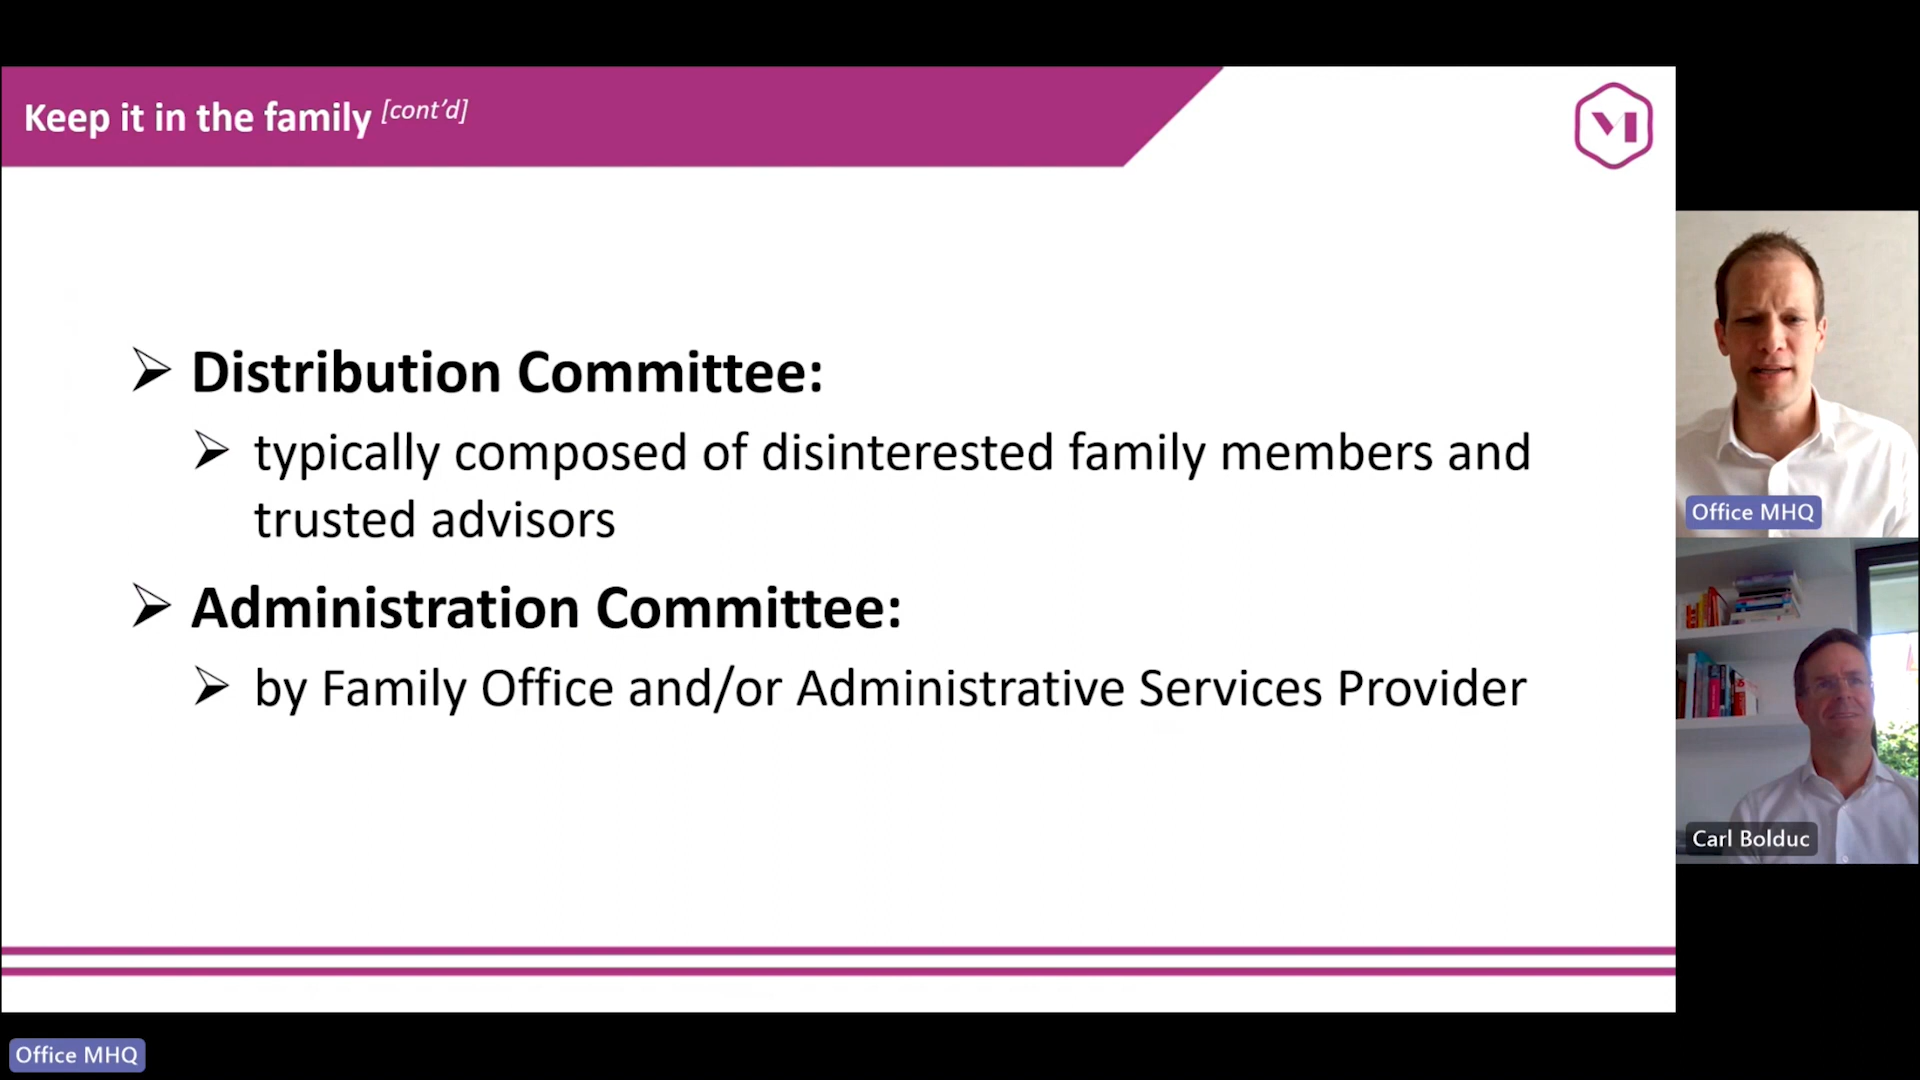 Keep it in the family [cont’d]
➢ Distribution Committee:
➢ typically composed of disinterested family members and
trusted advisors
➢ Administration Committee:
➢ by Family Office and/or Administrative Services Provider
Office MHQ
Carl Bolduc
Office MHQ